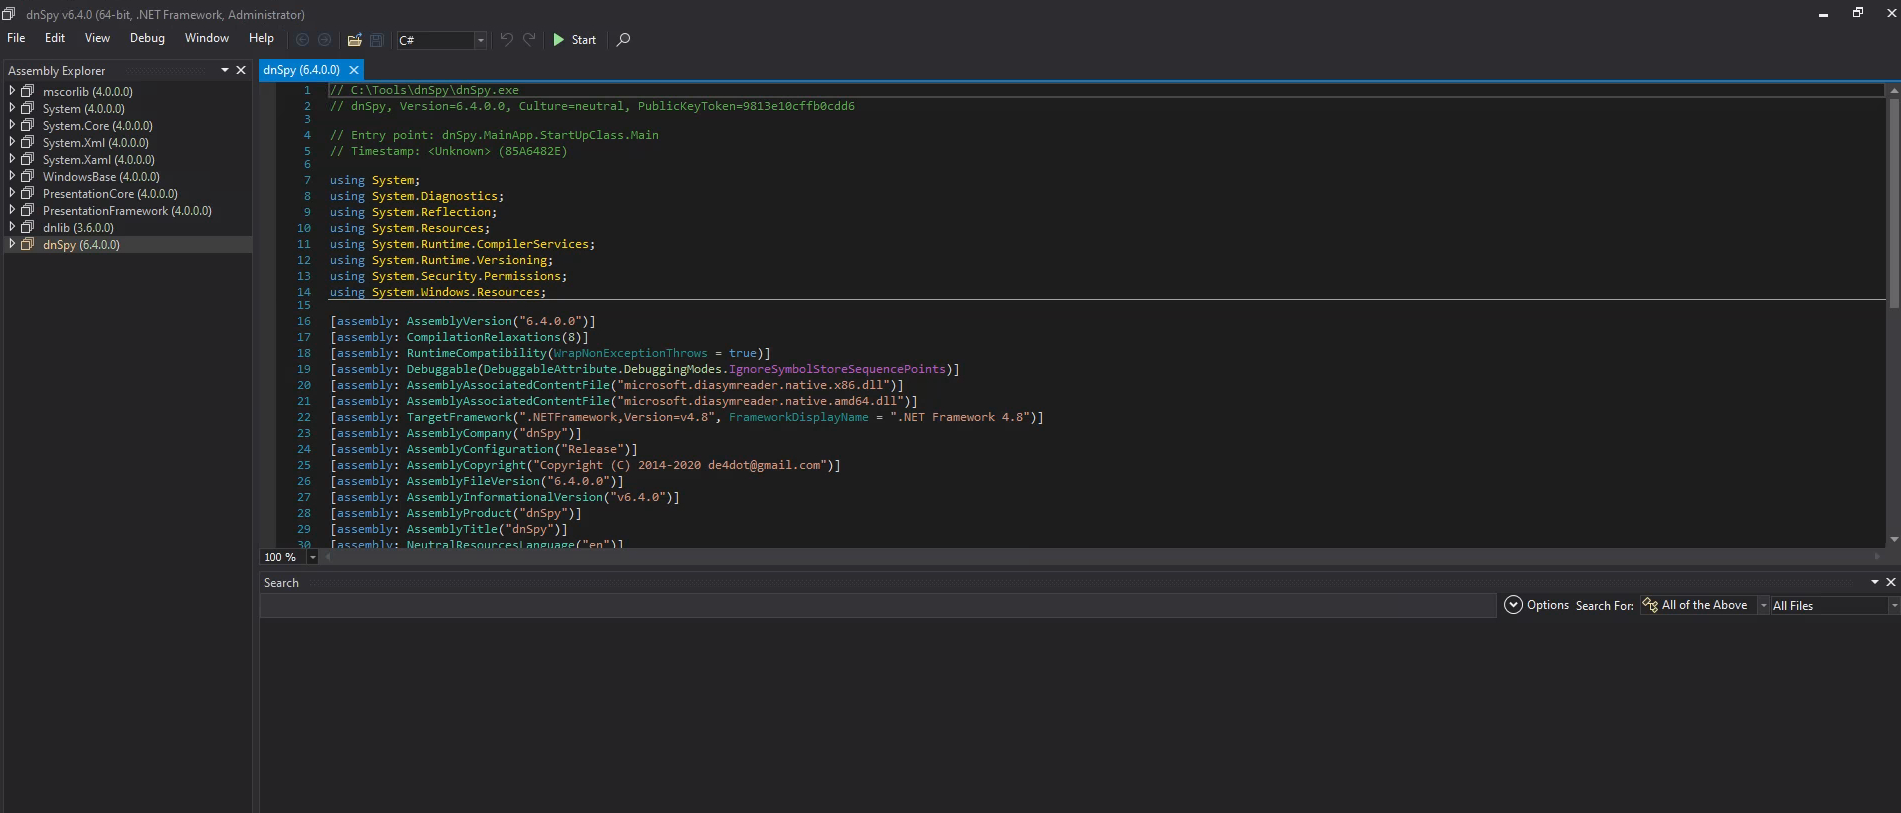 dnSpy v6.4.0 (64-bit, .NET Framework, Administrator)
File Edit View Debug Window Help C# Start
Assembly Explorer
mscorlib (4.0.0.0)
System (4.0.0.0)
System.Core (4.0.0.0)
System.Xml (4.0.0.0)
System.Xaml (4.0.0.0)
WindowsBase (4.0.0.0)
PresentationCore (4.0.0.0)
PresentationFramework (4.0.0.0)
dnlib (3.6.0.0)
dnSpy (6.4.0.0)
dnSpy (6.4.0.0)
1 // C:\Tools\dnSpy\dnSpy.exe
2 // dnSpy, Version=6.4.0.0, Culture=neutral, PublicKeyToken=9813e10cffb0cdd6
3
4 // Entry point: dnSpy.MainApp.StartUpClass.Main
5 // Timestamp: <Unknown> (85A6482E)
6
7 using System;
8 using System.Diagnostics;
9 using System.Reflection;
10 using System.Resources;
11 using System.Runtime.CompilerServices;
12 using System.Runtime.Versioning;
13 using System.Security.Permissions;
14 using System.Windows.Resources;
15
16 [assembly: AssemblyVersion("6.4.0.0")]
17 [assembly: CompilationRelaxations(8)]
18 [assembly: RuntimeCompatibility(WrapNonExceptionThrows = true)]
19 [assembly: Debuggable(DebuggableAttribute.DebuggingModes.IgnoreSymbolStoreSequencePoints)]
20 [assembly: AssemblyAssociatedContentFile("microsoft.diasymreader.native.x86.dll")]
21 [assembly: AssemblyAssociatedContentFile("microsoft.diasymreader.native.amd64.dll")]
22 [assembly: TargetFramework(".NETFramework,Version=v4.8", FrameworkDisplayName = ".NET Framework 4.8")]
23 [assembly: AssemblyCompany("dnSpy")]
24 [assembly: AssemblyConfiguration("Release")]
25 [assembly: AssemblyCopyright("Copyright (C) 2014-2020 de4dot@gmail.com")]
26 [assembly: AssemblyFileVersion("6.4.0.0")]
27 [assembly: AssemblyInformationalVersion("v6.4.0")]
28 [assembly: AssemblyProduct("dnSpy")]
29 [assembly: AssemblyTitle("dnSpy")]
30 [assembly: NeutralResourcesLanguage("en")]
100 %
Search
Options Search For: All of the Above All Files